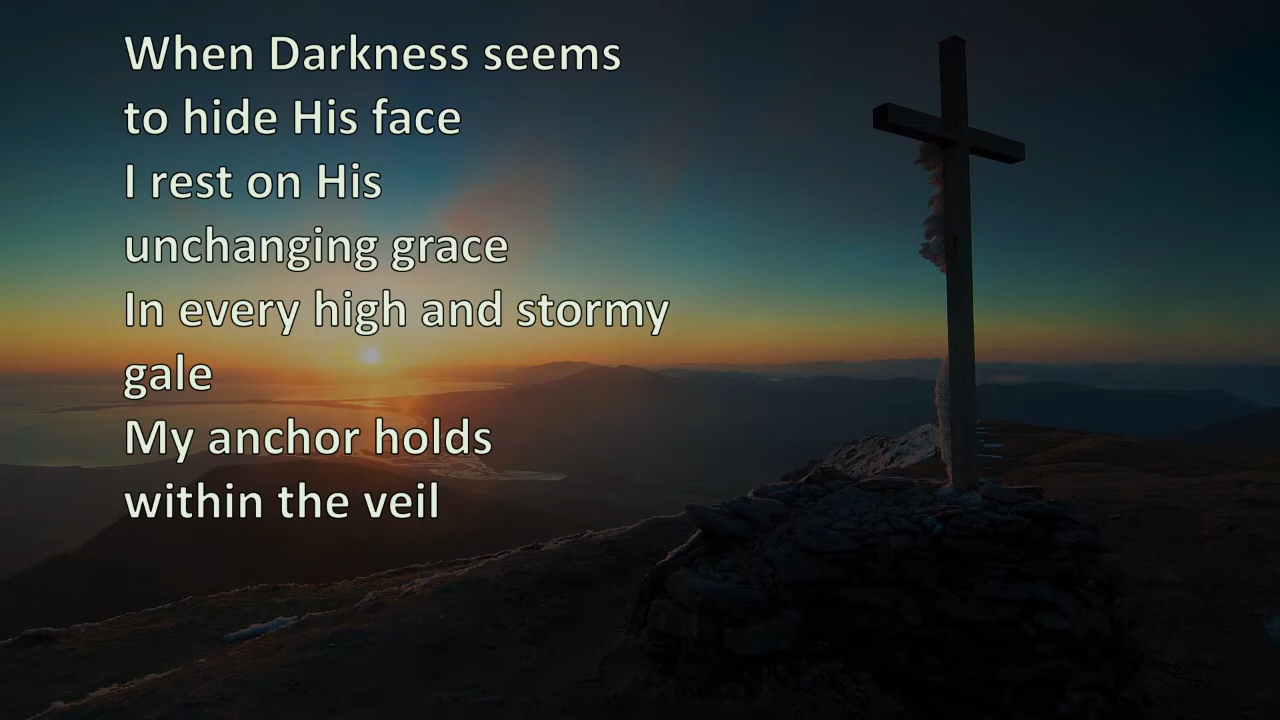 When Darkness seems
to hide His face
I rest on His
unchanging grace
In every high and stormy
gale
My anchor holds
within the veil